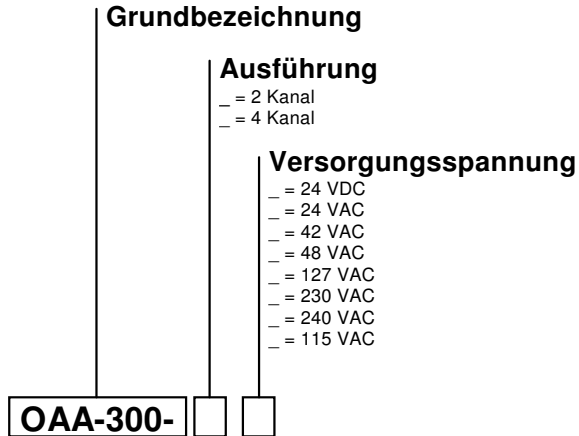 Grundbezeichnung
Ausführung
_ = 2 Kanal
_ = 4 Kanal
Versorgungsspannung
_ = 24 VDC
_ = 24 VAC
_ = 42 VAC
_ = 48 VAC
_ = 127 VAC
_ = 230 VAC
_ = 240 VAC
_ = 115 VAC
OAA-300-